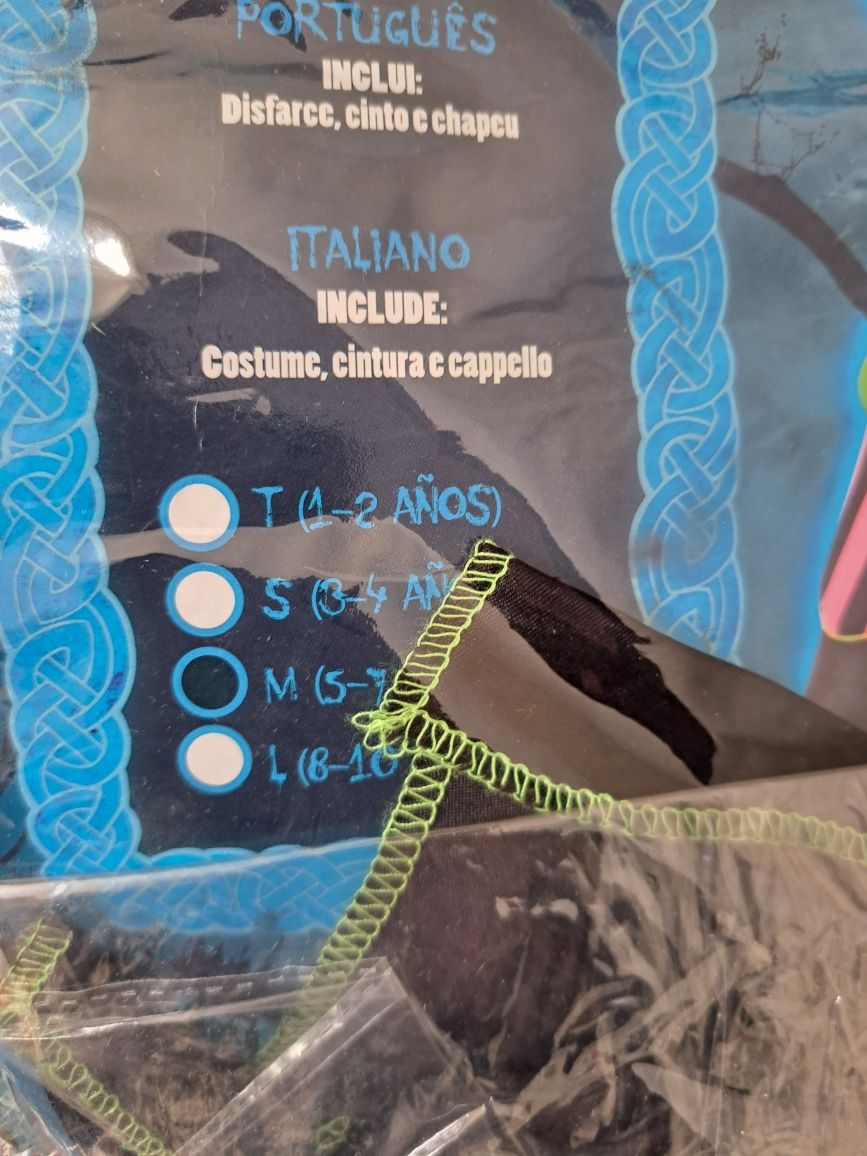 PORTUGUÊS
INCLUI:
Disfarce, cinto e chapeu
ITALIANO
INCLUDE:
Costume, cintura e cappello
T (1-2 AÑOS)
S (3-4 AÑ
M (5-7
L (8-10